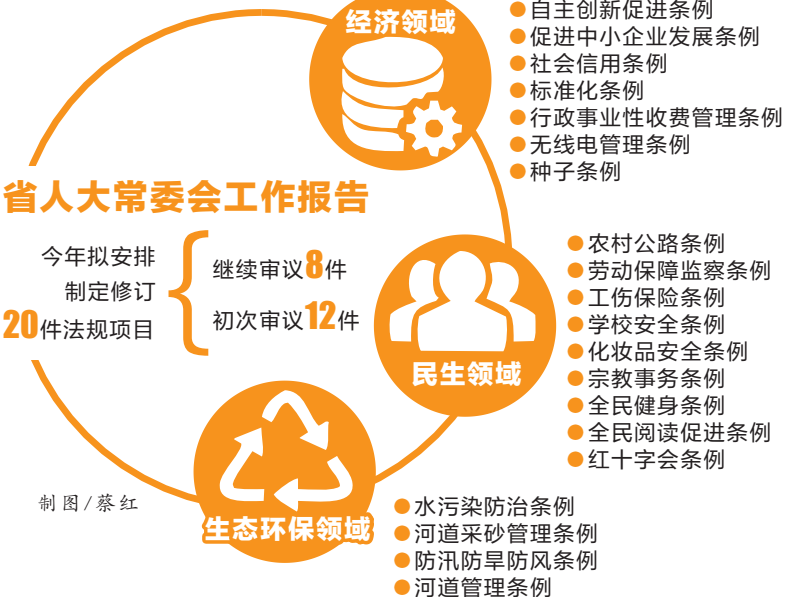 经济领域
●自主创新促进条例
●促进中小企业发展条例
●社会信用条例
●标准化条例
●行政事业性收费管理条例
●无线电管理条例
●种子条例
省人大常委会工作报告
今年拟安排
制定修订
20件法规项目
继续审议8件
初次审议12件
民生领域
●农村公路条例
●劳动保障监察条例
●工伤保险条例
●学校安全条例
●化妆品安全条例
●宗教事务条例
●全民健身条例
●全民阅读促进条例
●红十字会条例
生态环保领域
●水污染防治条例
●河道采砂管理条例
●防汛防旱防风条例
●河道管理条例
制图/蔡红